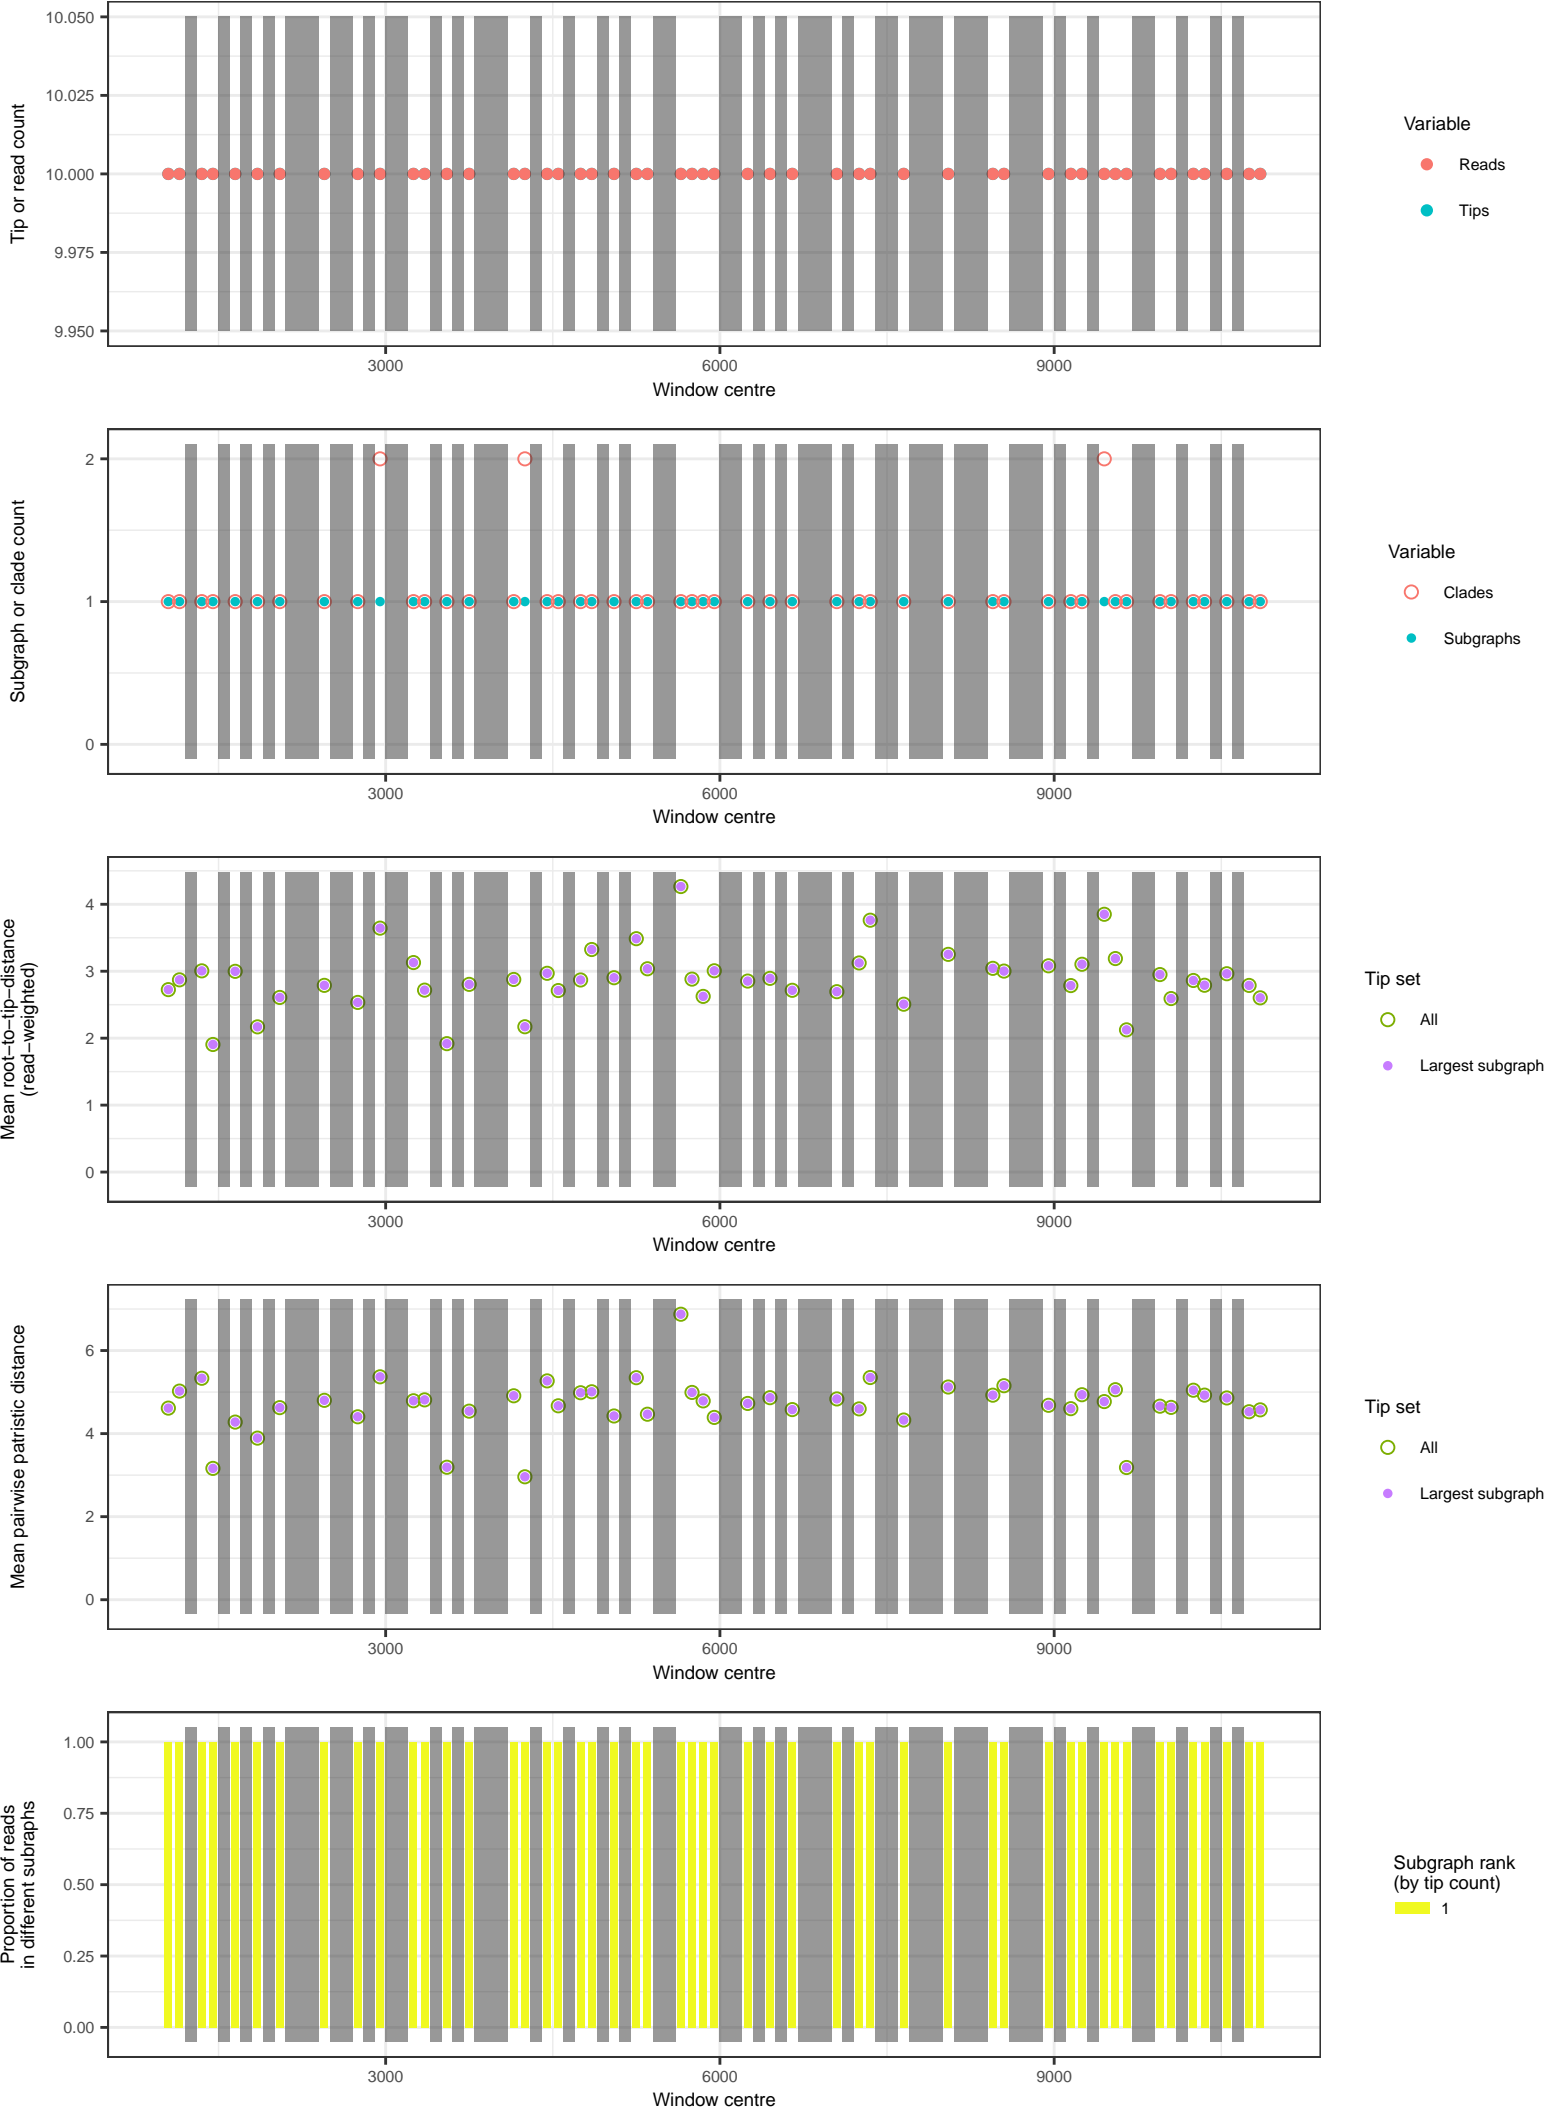 10.050
10.025
10.000
9.975
9.950
Tip or read count
3000
6000
9000
Window centre
Variable
Reads
Tips
2
1
0
Subgraph or clade count
3000
6000
9000
Window centre
Variable
Clades
Subgraphs
4
3
2
1
0
Mean root−to−tip−distance
(read−weighted)
3000
6000
9000
Window centre
Tip set
All
Largest subgraph
6
4
2
0
Mean pairwise patristic distance
3000
6000
9000
Window centre
Tip set
All
Largest subgraph
1.00
0.75
0.50
0.25
0.00
Proportion of reads
in different subraphs
3000
6000
9000
Window centre
Subgraph rank
(by tip count)
1